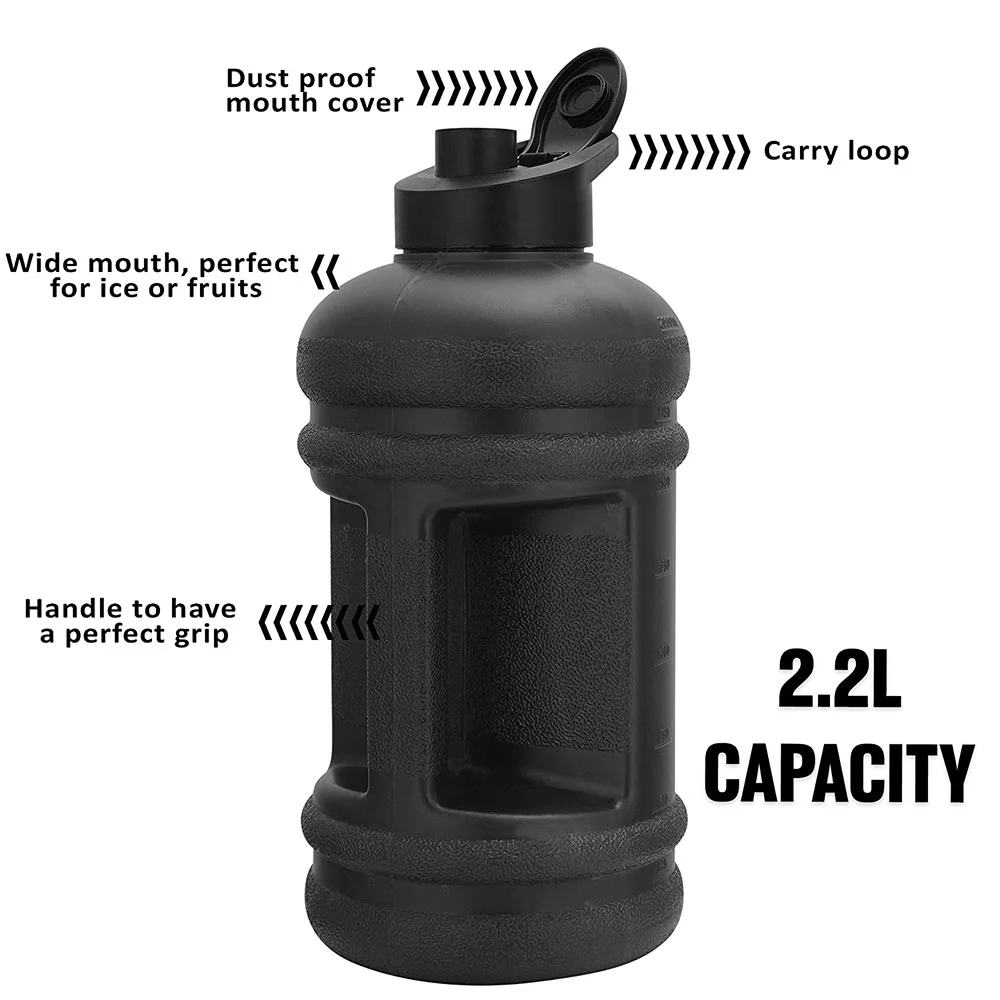 Dust proof
mouth cover
Carry loop
Wide mouth, perfect
for ice or fruits
Handle to have
a perfect grip
2.2L
CAPACITY